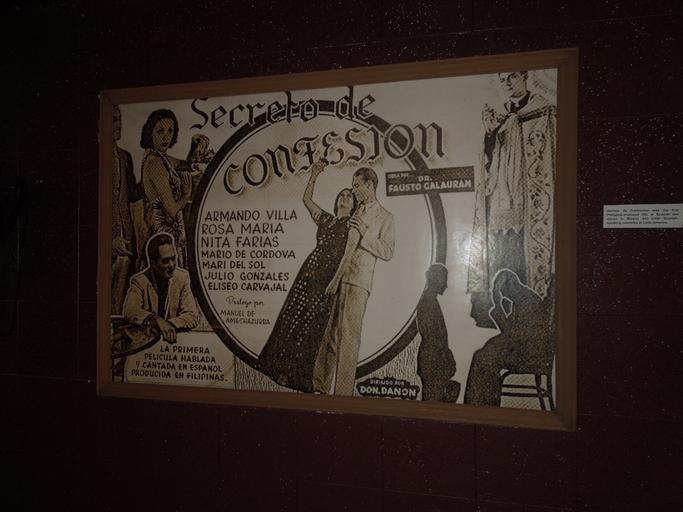 Secreto de
CONFESSION
OBRA DEL
DR.
FAUSTO GALAURAN
ARMANDO VILLA
ROSA MARIA
NITA FARIAS
MARIO DE CORDOVA
MARI DEL SOL
JULIO GONZALES
ELISEO CARVAJAL
Prologo por
MANUEL DE
AMECHAZURRA
LA PRIMERA
PELICULA HABLADA
Y CANTADA EN ESPAÑOL
PRODUCIDA EN FILIPINAS.
DIRIGIDO POR
DON.DAÑON